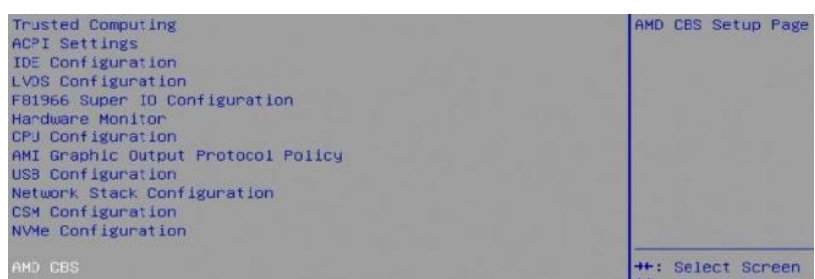 Trusted Computing
ACPI Settings
IDE Configuration
LVDS Configuration
F81966 Super IO Configuration
Hardware Monitor
CPU Configuration
AMI Graphic Output Protocol Policy
USB Configuration
Network Stack Configuration
CSM Configuration
NVMe Configuration
AMD CBS
AMD CBS Setup Page
→←: Select Screen